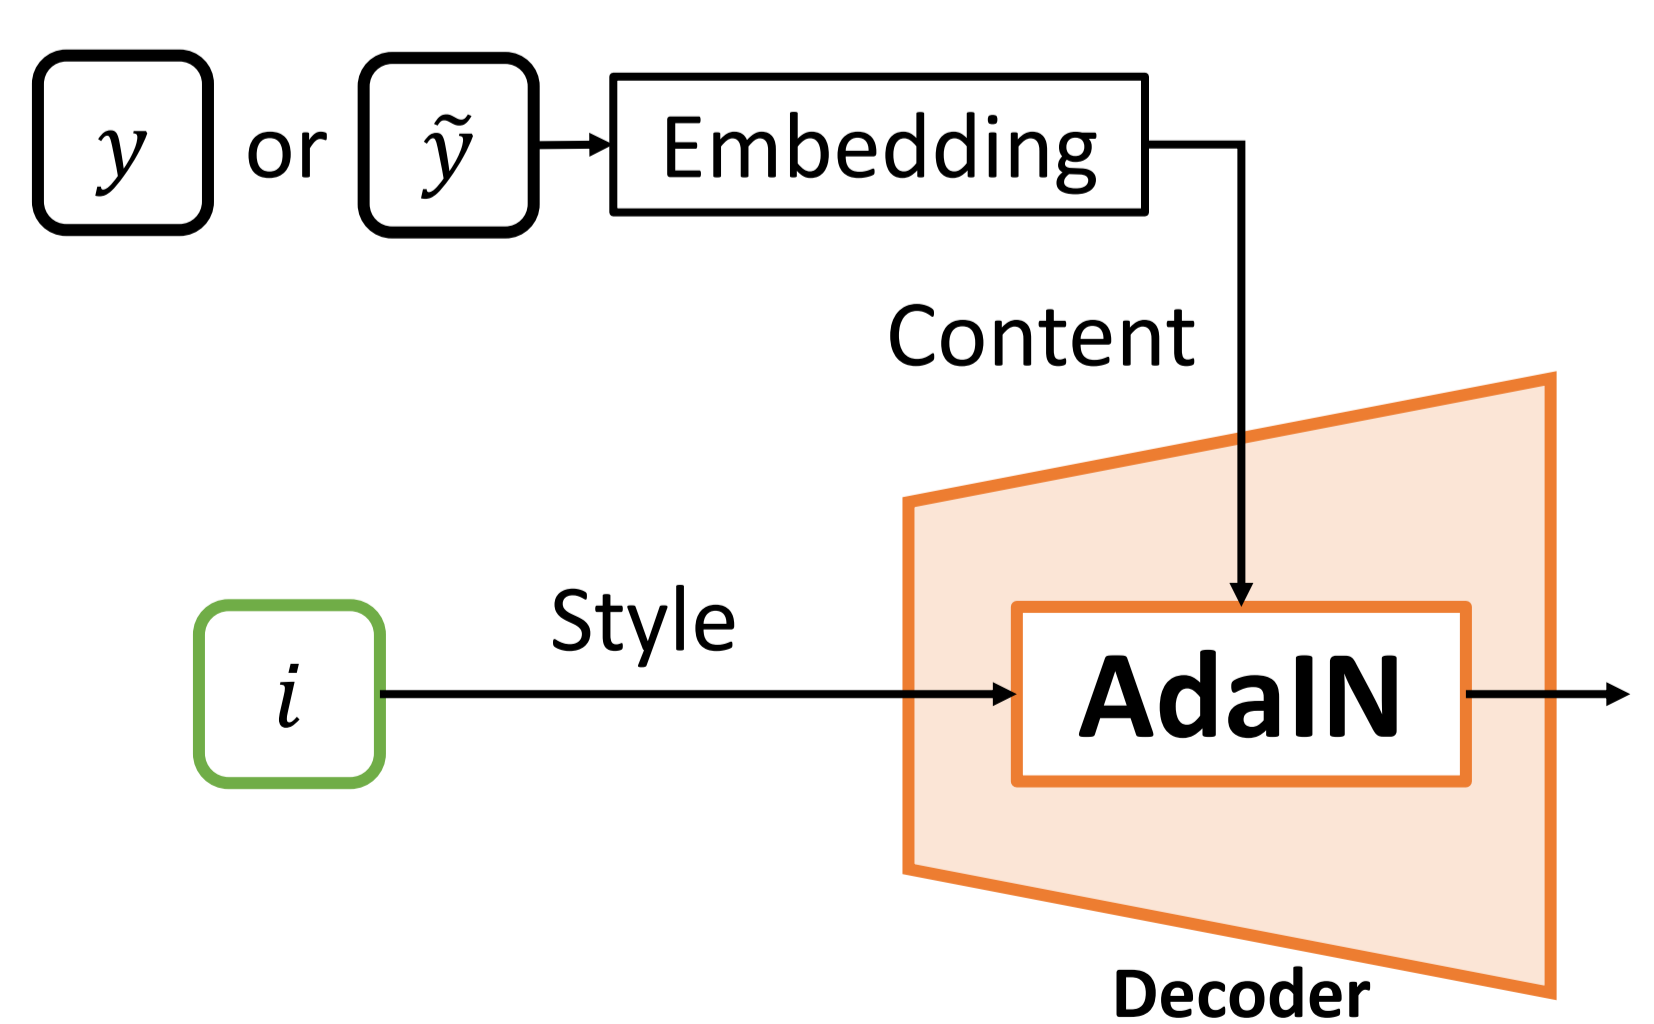 y or ỹ Embedding
Content
Style
i
AdaIN
Decoder